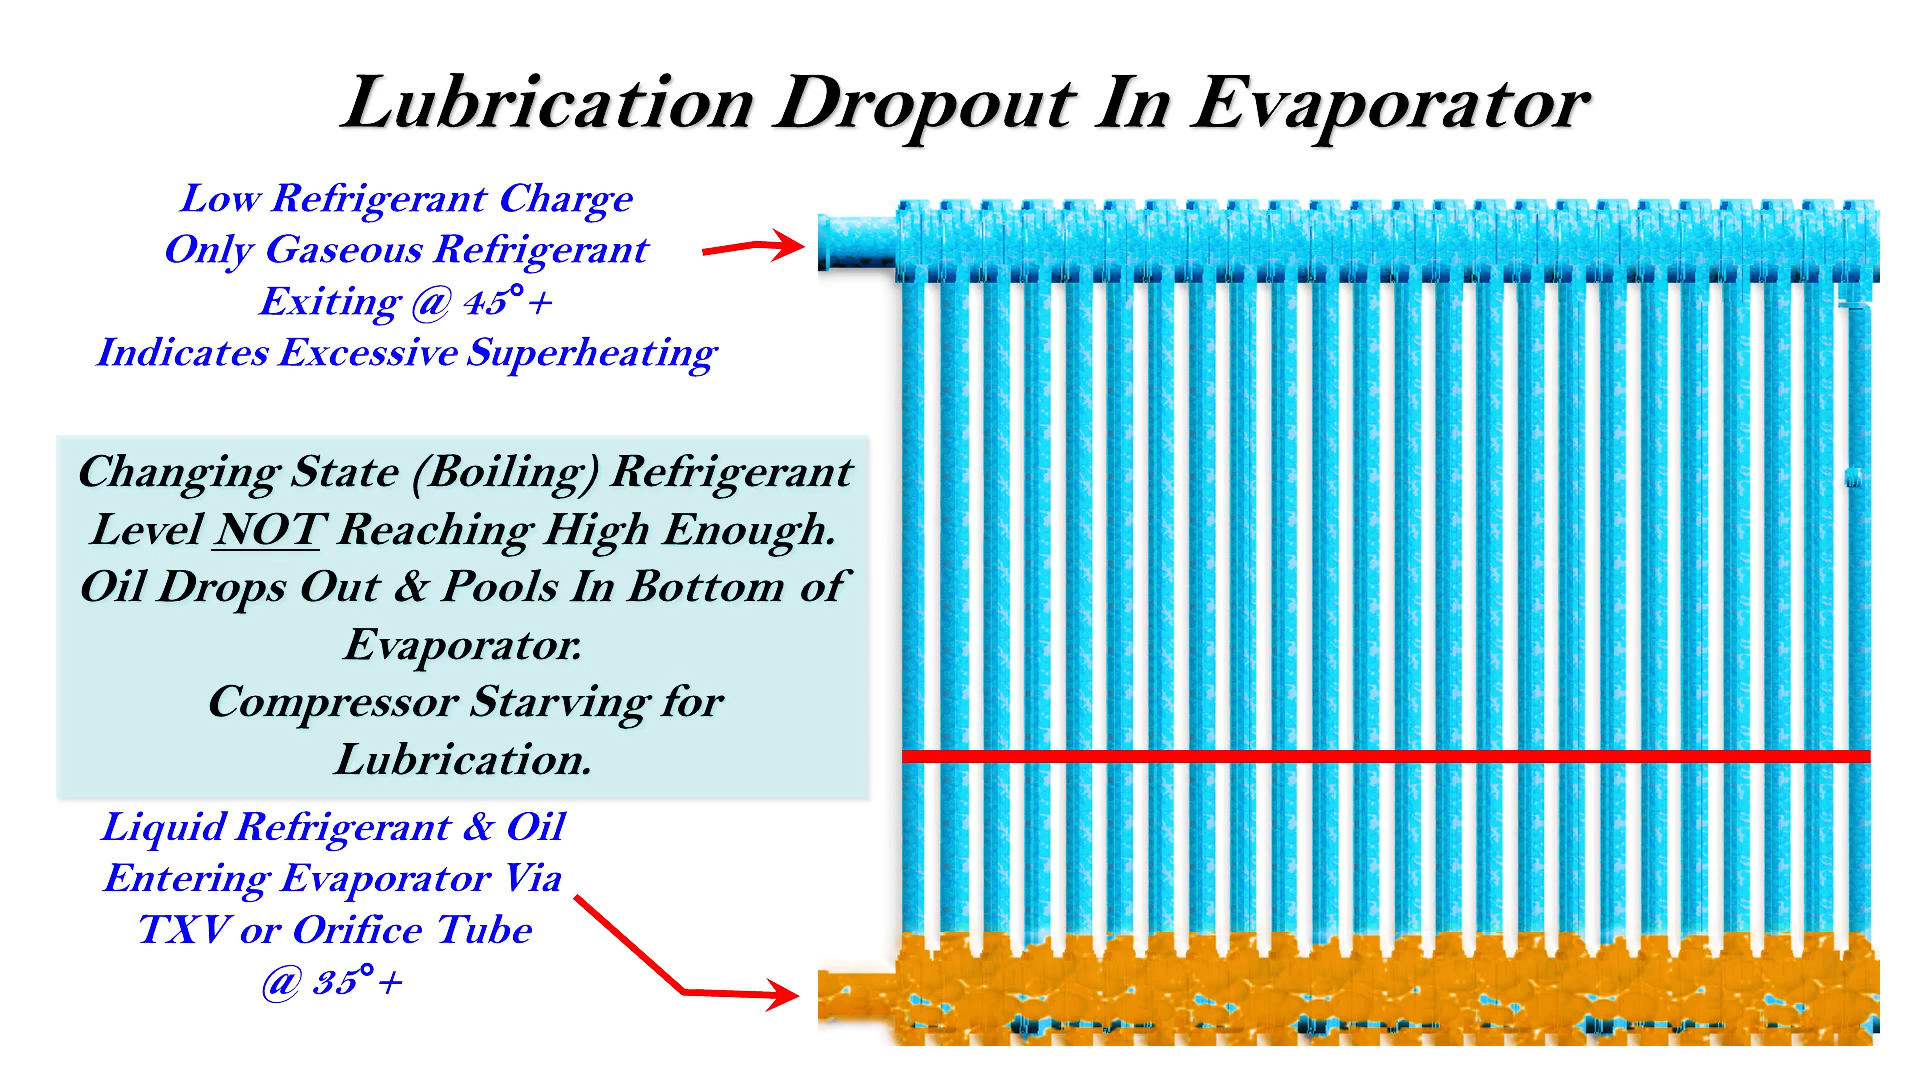 Lubrication Dropout In Evaporator
Low Refrigerant Charge
Only Gaseous Refrigerant
Exiting @ 45°+
Indicates Excessive Superheating
Changing State (Boiling) Refrigerant
Level NOT Reaching High Enough.
Oil Drops Out & Pools In Bottom of
Evaporator.
Compressor Starving for
Lubrication.
Liquid Refrigerant & Oil
Entering Evaporator Via
TXV or Orifice Tube
@ 35°+